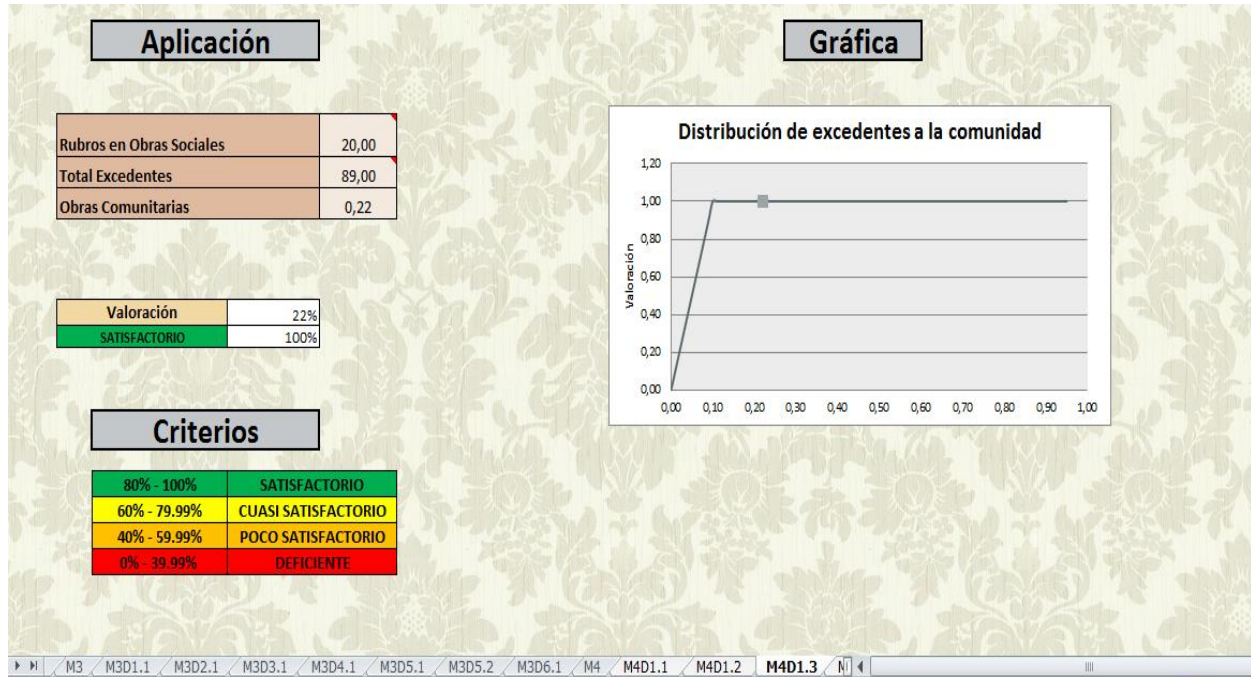 Aplicación
Gráfica
Rubros en Obras Sociales 20,00
Total Excedentes 89,00
Obras Comunitarias 0,22
Valoración 22%
SATISFACTORIO 100%
Criterios
80% - 100% SATISFACTORIO
60% - 79.99% CUASI SATISFACTORIO
40% - 59.99% POCO SATISFACTORIO
0% - 39.99% DEFICIENTE
Distribución de excedentes a la comunidad
Valoración
1,20
1,00
0,80
0,60
0,40
0,20
0,00
0,00 0,10 0,20 0,30 0,40 0,50 0,60 0,70 0,80 0,90 1,00
M3 M3D1.1 M3D2.1 M3D3.1 M3D4.1 M3D5.1 M3D5.2 M3D6.1 M4 M4D1.1 M4D1.2 M4D1.3